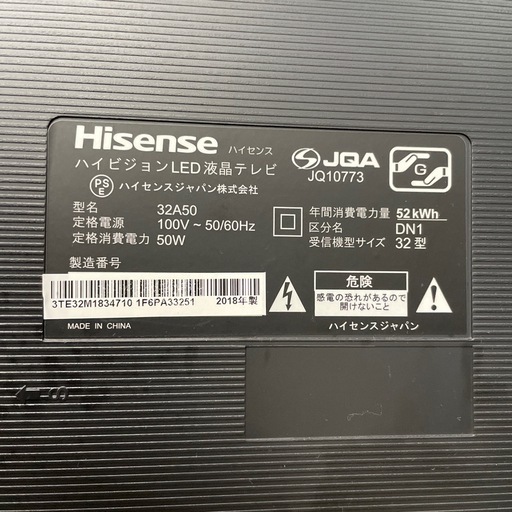 Hisense ハイセンス
ハイビジョンLED液晶テレビ
PS
E
ハイセンスジャパン株式会社
JQA
JQ10773
G
型名 32A50
定格電源 100V～50/60Hz
定格消費電力 50W
年間消費電力量 52kWh
区分名 DN1
受信機型サイズ 32型
製造番号
3TE32M1834710 1F6PA33251 2018年製
MADE IN CHINA
危険
感電の恐れがあるので
開けないこと
ハイセンスジャパン